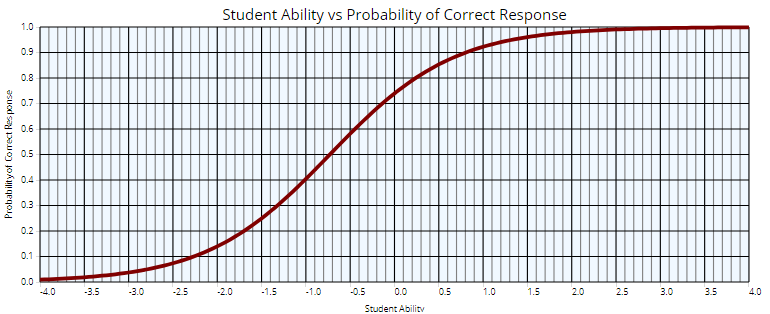 Student Ability vs Probability of Correct Response
Probability of Correct Response
1.0
0.9
0.8
0.7
0.6
0.5
0.4
0.3
0.2
0.1
0.0
-4.0 -3.5 -3.0 -2.5 -2.0 -1.5 -1.0 -0.5 0.0 0.5 1.0 1.5 2.0 2.5 3.0 3.5 4.0
Student Ability